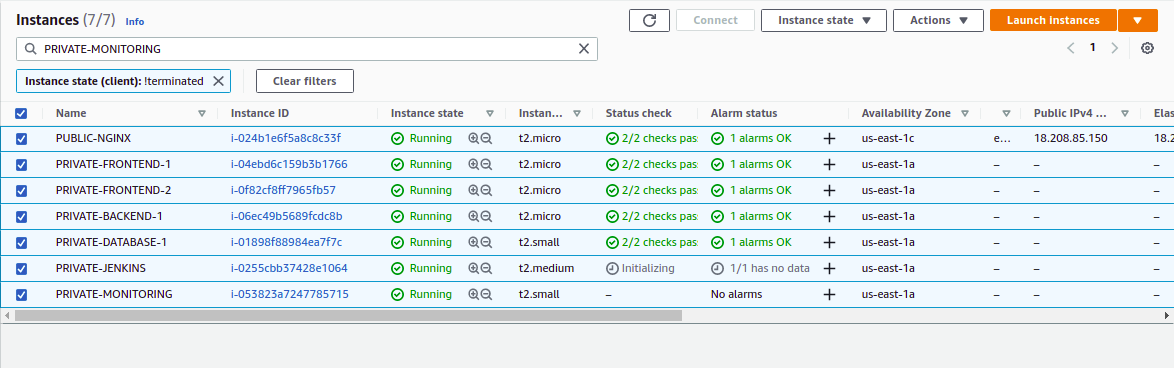 Instances (7/7) Info Connect Instance state Actions Launch Instances
PRIVATE-MONITORING 1
Instance state (client): !terminated Clear filters
Name Instance ID Instance state Instan... Status check Alarm status Availability Zone Public IPv4 ... Elas
PUBLIC-NGINX i-024b1e6f5a8c8c33f Running t2.micro 2/2 checks pas 1 alarms OK + us-east-1c e... 18.208.85.150 18.2
PRIVATE-FRONTEND-1 i-04ebd6c159b3b1766 Running t2.micro 2/2 checks pas 1 alarms OK + us-east-1a – – –
PRIVATE-FRONTEND-2 i-0f82cf8ff7965fb57 Running t2.micro 2/2 checks pas 1 alarms OK + us-east-1a – – –
PRIVATE-BACKEND-1 i-06ec49b5689fcdc8b Running t2.micro 2/2 checks pas 1 alarms OK + us-east-1a – – –
PRIVATE-DATABASE-1 i-01898f88984ea7f7c Running t2.small 2/2 checks pas 1 alarms OK + us-east-1a – – –
PRIVATE-JENKINS i-0255cbb37428e1064 Running t2.medium Initializing 1/1 has no data + us-east-1a – – –
PRIVATE-MONITORING i-053823a7247785715 Running t2.small – No alarms + us-east-1a – – –